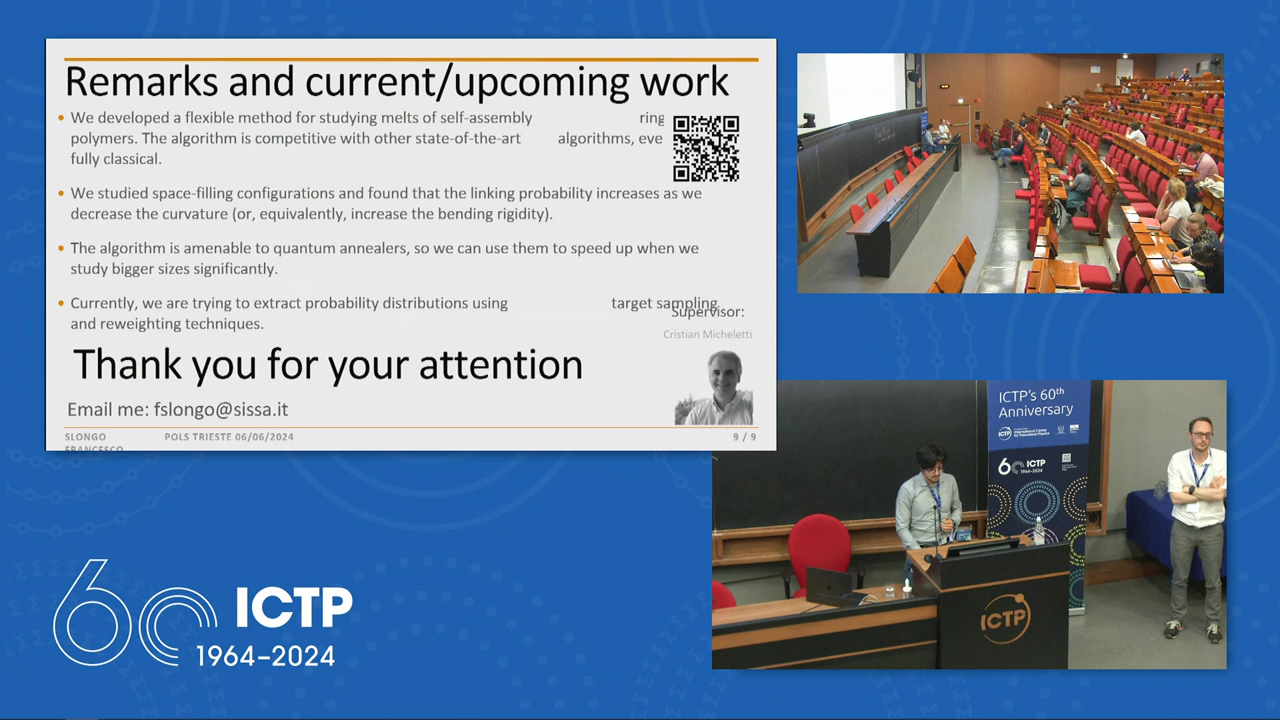 Remarks and current/upcoming work
• We developed a flexible method for studying melts of self-assembly ring
polymers. The algorithm is competitive with other state-of-the-art algorithms, eve
fully classical.
• We studied space-filling configurations and found that the linking probability increases as we
decrease the curvature (or, equivalently, increase the bending rigidity).
• The algorithm is amenable to quantum annealers, so we can use them to speed up when we
study bigger sizes significantly.
• Currently, we are trying to extract probability distributions using target sampling
and reweighting techniques.
Supervisor:
Cristian Micheletti
Thank you for your attention
Email me: fslongo@sissa.it
SLONGO
FRANCESCO
POLS TRIESTE 06/06/2024
9 / 9
ICTP's 60th
Anniversary
ICTP
60 ICTP
1964-2024
ICTP
60 ICTP
1964-2024